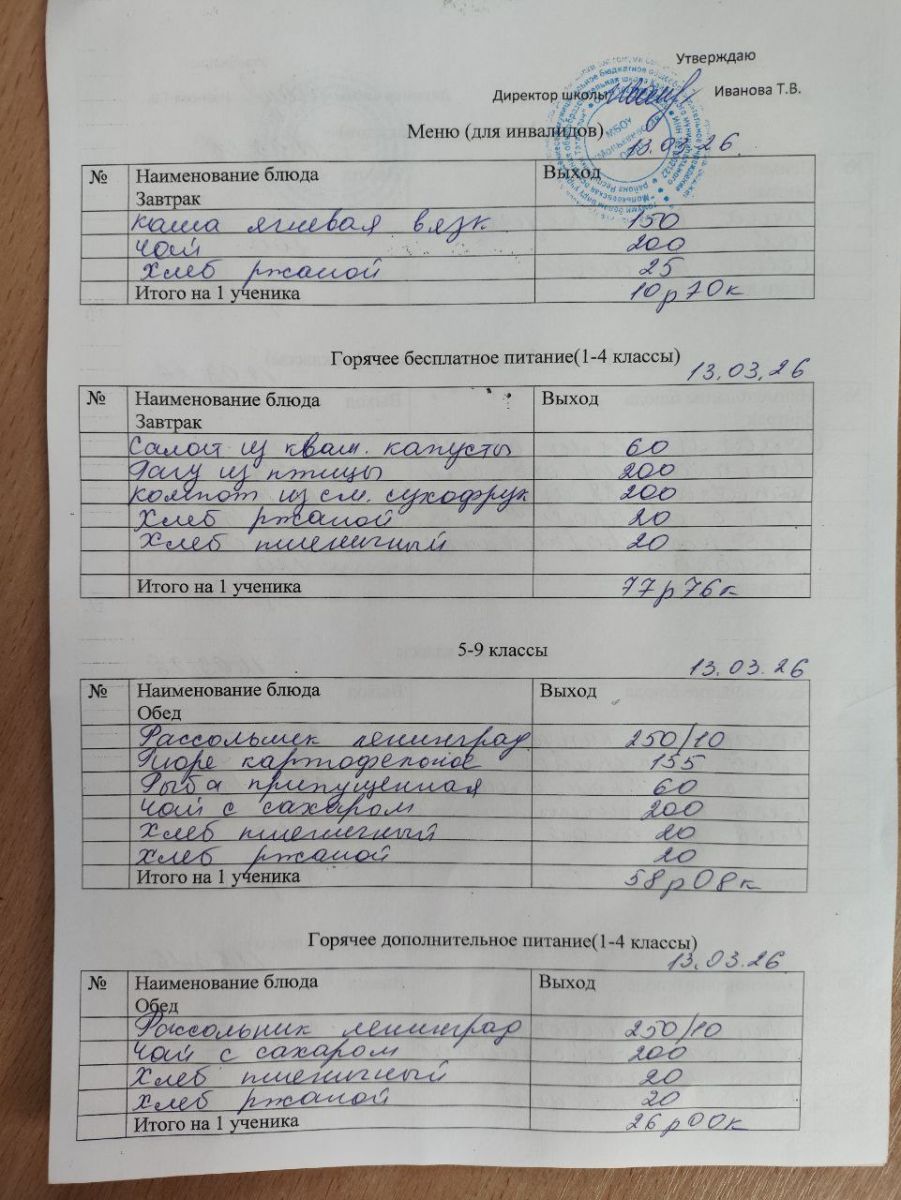 Утверждаю
Директор школы Иванова Т.В.
Меню (для инвалидов) 13.03.26.
№ Наименование блюда Выход
Завтрак
каша ячневая вязк 150
чай 200
Хлеб ржаной 25
Итого на 1 ученика 10р70к
Горячее бесплатное питание(1-4 классы) 13.03.26
№ Наименование блюда Выход
Завтрак
Салат из кваш. капусты 60
Рагу из птицы 200
компот из см. сухофрук 200
Хлеб ржаной 20
Хлеб пшеничный 20
Итого на 1 ученика 77р76к
5-9 классы
13.03.26
№ Наименование блюда Выход
Обед
Рассольник ленинград 250/10
Пюре картофельное 155
Рыба припущенная 60
Чай с сахаром 200
Хлеб пшеничный 20
Хлеб ржаной 20
Итого на 1 ученика 58р08к
Горячее дополнительное питание(1-4 классы)
13.03.26
№ Наименование блюда Выход
Обед
Рассольник ленинград 250/10
Чай с сахаром 200
Хлеб пшеничный 20
Хлеб ржаной 20
Итого на 1 ученика 26р00к